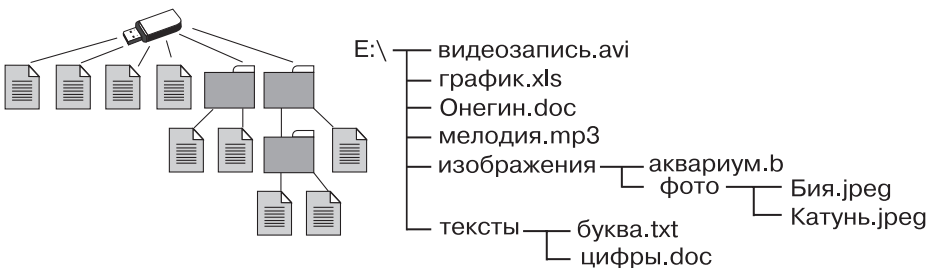 E:\ видеозапись.avi
график.xls
Онегин.doc
мелодия.mp3
изображения аквариум.b
фото Бия.jpeg
Катунь.jpeg
тексты буква.txt
цифры.doc